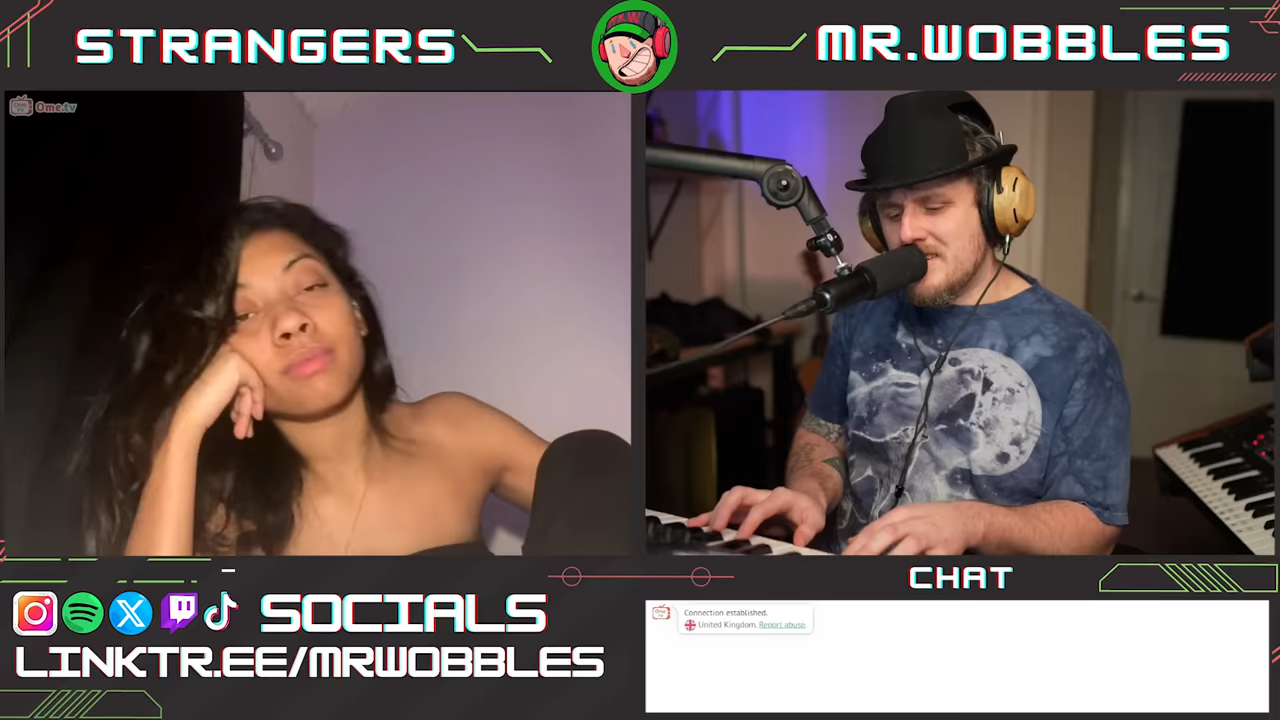 STRANGERS
MR.WOBBLES
Ome.tv
SOCIALS
LINKTR.EE/MRWOBBLES
CHAT
Connection established.
United Kingdom. Report abuse.